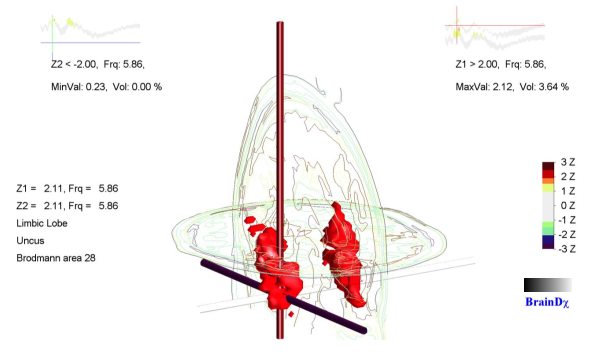 Z2 < -2.00, Frq: 5.86,
MinVal: 0.23, Vol: 0.00 %
Z1 > 2.00, Frq: 5.86,
MaxVal: 2.12, Vol: 3.64 %
Z1 = 2.11, Frq = 5.86
Z2 = 2.11, Frq = 5.86
Limbic Lobe
Uncus
Brodmann area 28
3 Z
2 Z
1 Z
0 Z
-1 Z
-2 Z
-3 Z
BrainDχ